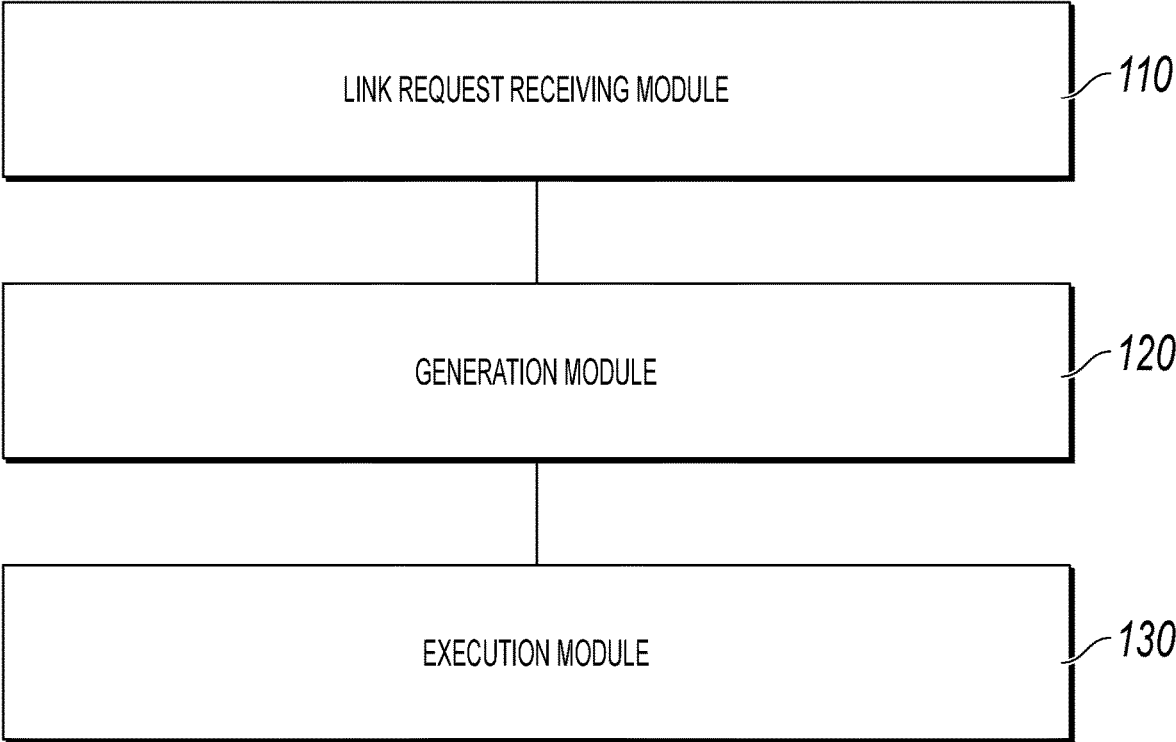 LINK REQUEST RECEIVING MODULE
110
GENERATION MODULE
120
EXECUTION MODULE
130